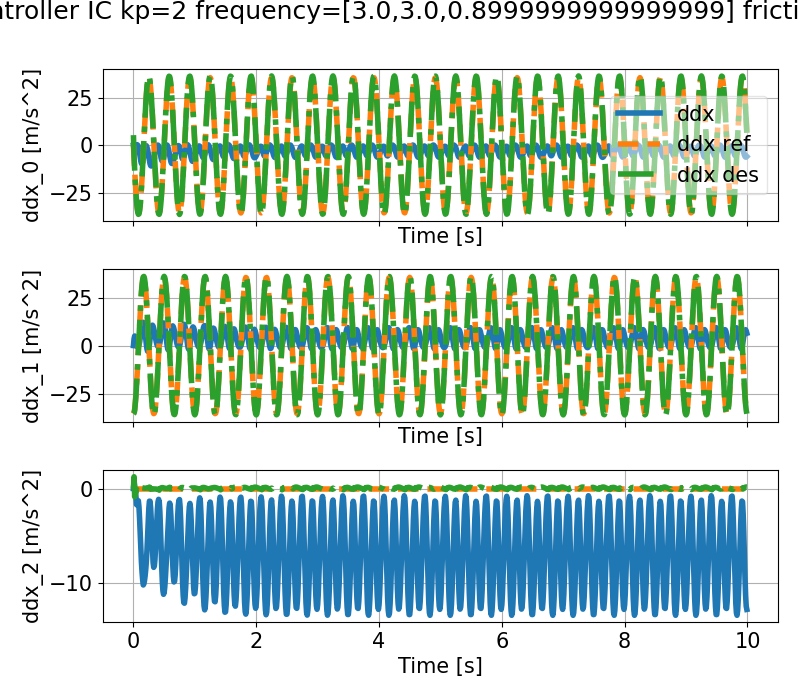 ntroller IC kp=2 frequency=[3.0,3.0,0.8999999999999999] fricti
ddx_0 [m/s^2]
25
0
−25
ddx
ddx ref
ddx des
Time [s]
ddx_1 [m/s^2]
25
0
−25
Time [s]
ddx_2 [m/s^2]
0
−10
0 2 4 6 8 10
Time [s]